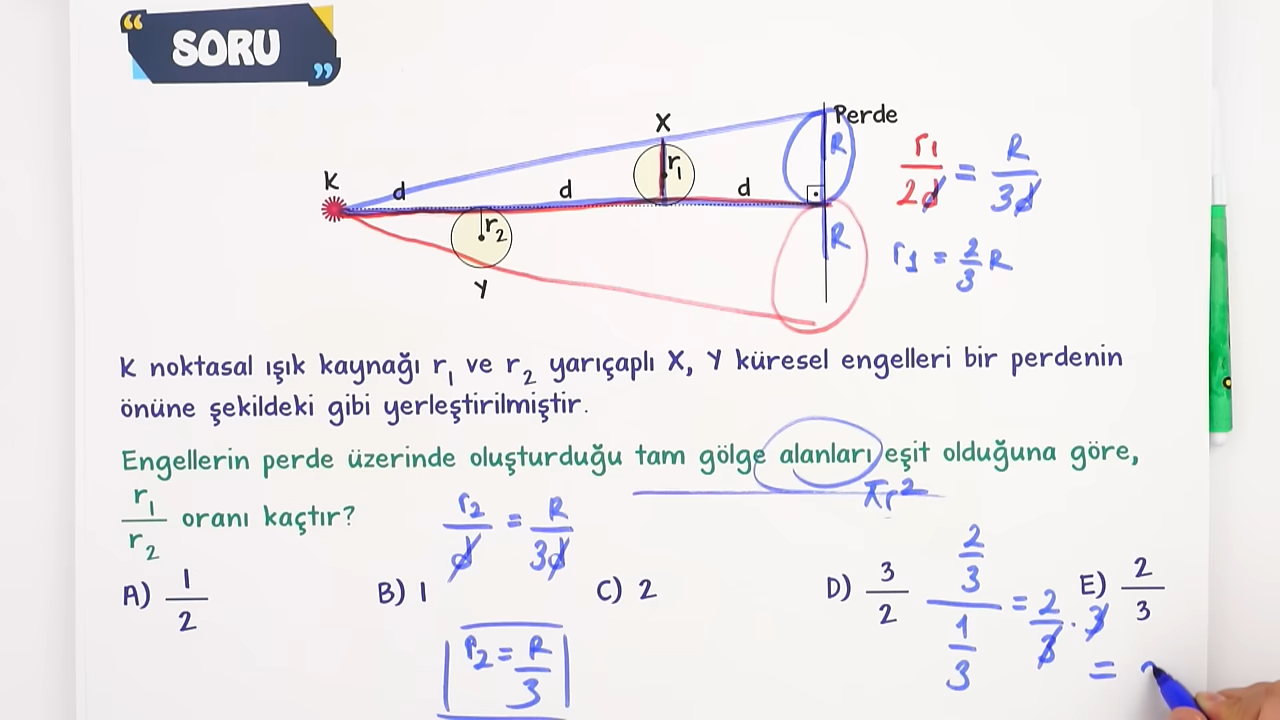 “ SORU ”
X
Perde
K
d
d
r₁
d
R
r₂
R
Y
r₁/2d = R/3d
r₁ = 2/3 R
K noktasal ışık kaynağı r₁ ve r₂ yarıçaplı X, Y küresel engelleri bir perdenin
önüne şekildeki gibi yerleştirilmiştir.
Engellerin perde üzerinde oluşturduğu tam gölge alanları eşit olduğuna göre,
πr²
r₁/r₂ oranı kaçtır?
r₂/d = R/3d
A) 1/2 B) 1 C) 2 D) 3/2 E) 2/3
2/3 / 1/3 = 2/3 . 3
=
r₂ = R/3